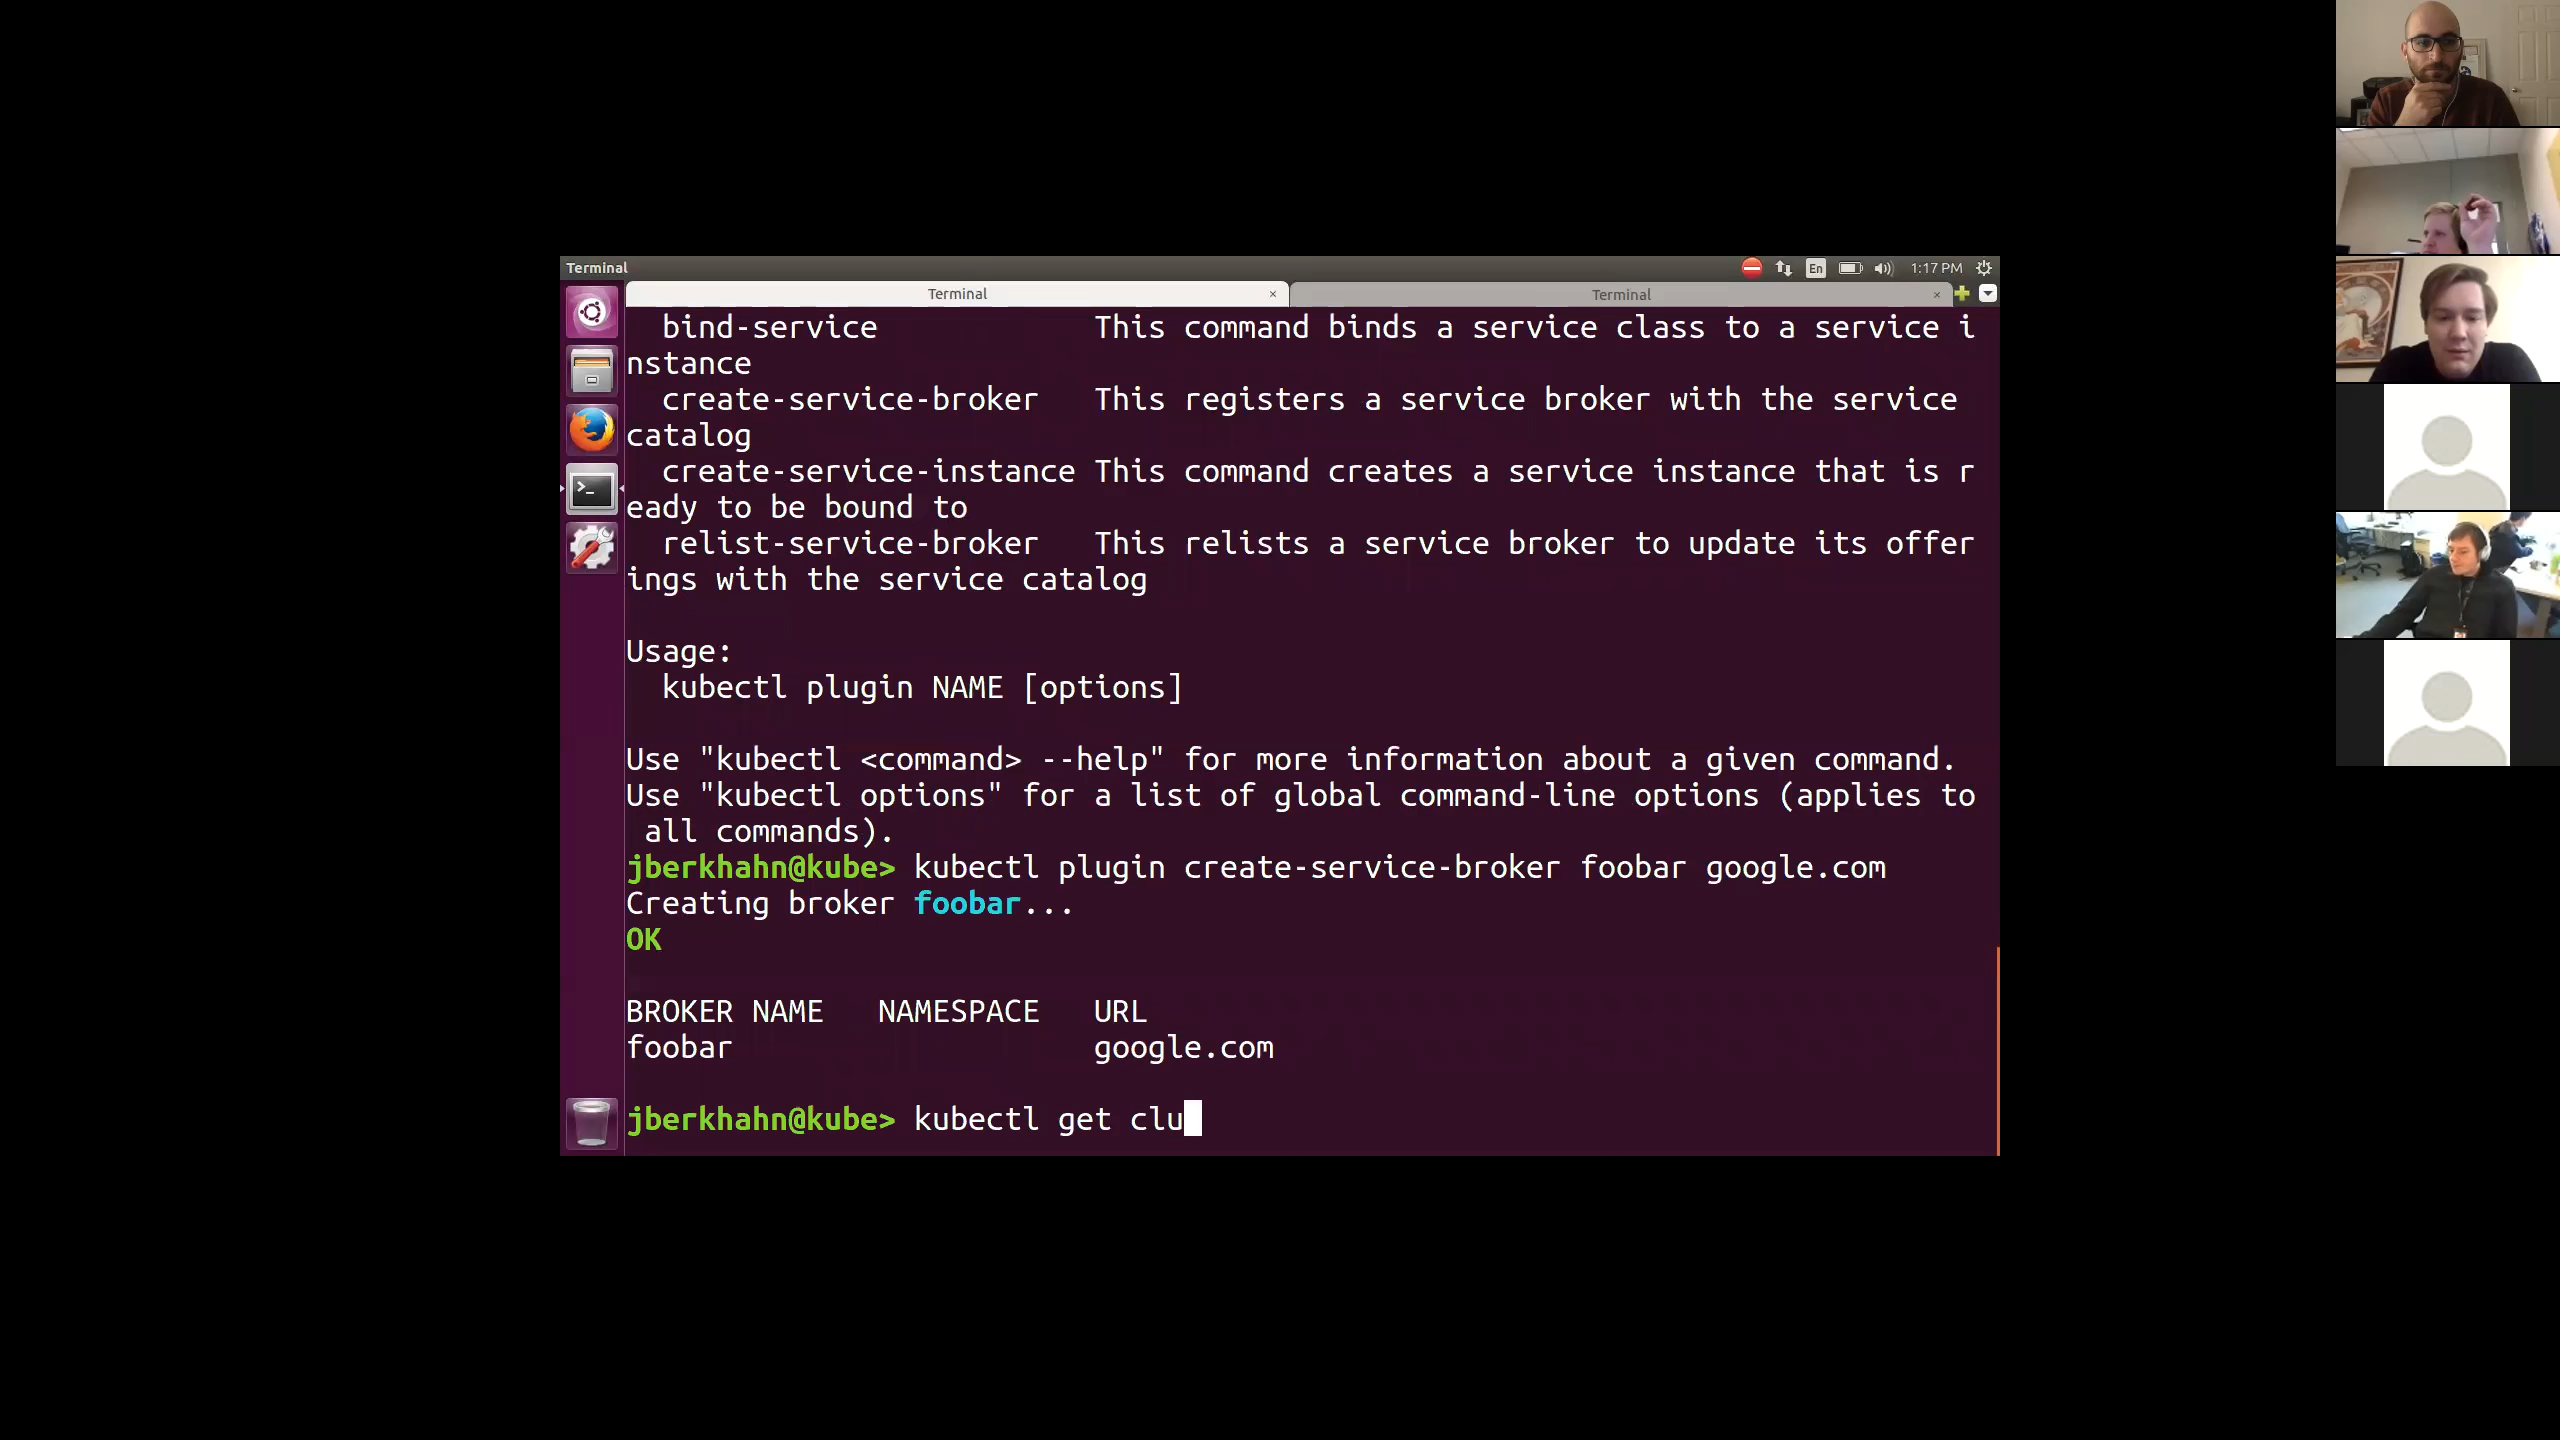 Terminal
En
1:17 PM
Terminal ×
Terminal ×
bind-service This command binds a service class to a service i
nstance
create-service-broker This registers a service broker with the service
catalog
create-service-instance This command creates a service instance that is r
eady to be bound to
relist-service-broker This relists a service broker to update its offer
ings with the service catalog
Usage:
kubectl plugin NAME [options]
Use "kubectl <command> --help" for more information about a given command.
Use "kubectl options" for a list of global command-line options (applies to
all commands).
jberkhahn@kube> kubectl plugin create-service-broker foobar google.com
Creating broker foobar...
OK
BROKER NAME NAMESPACE URL
foobar google.com
jberkhahn@kube> kubectl get clu